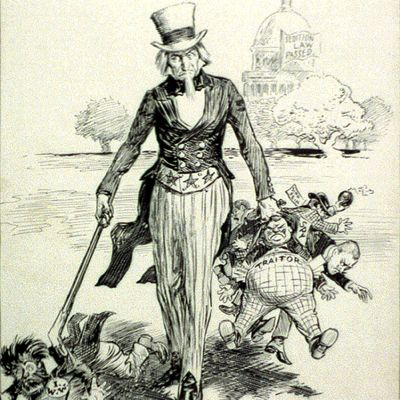 SEDITION
LAW
PASSED
TRAITOR
I.W.W.